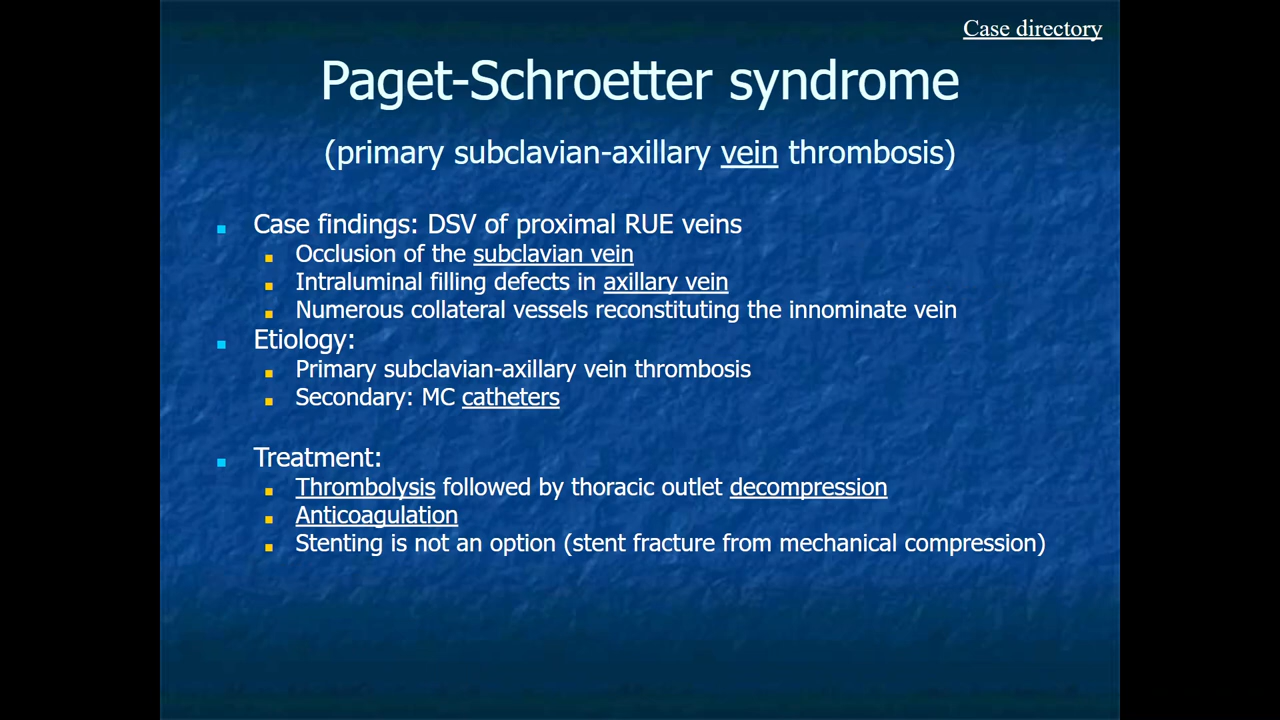 Case directory
Paget-Schroetter syndrome
(primary subclavian-axillary vein thrombosis)
Case findings: DSV of proximal RUE veins
Occlusion of the subclavian vein
Intraluminal filling defects in axillary vein
Numerous collateral vessels reconstituting the innominate vein
Etiology:
Primary subclavian-axillary vein thrombosis
Secondary: MC catheters
Treatment:
Thrombolysis followed by thoracic outlet decompression
Anticoagulation
Stenting is not an option (stent fracture from mechanical compression)